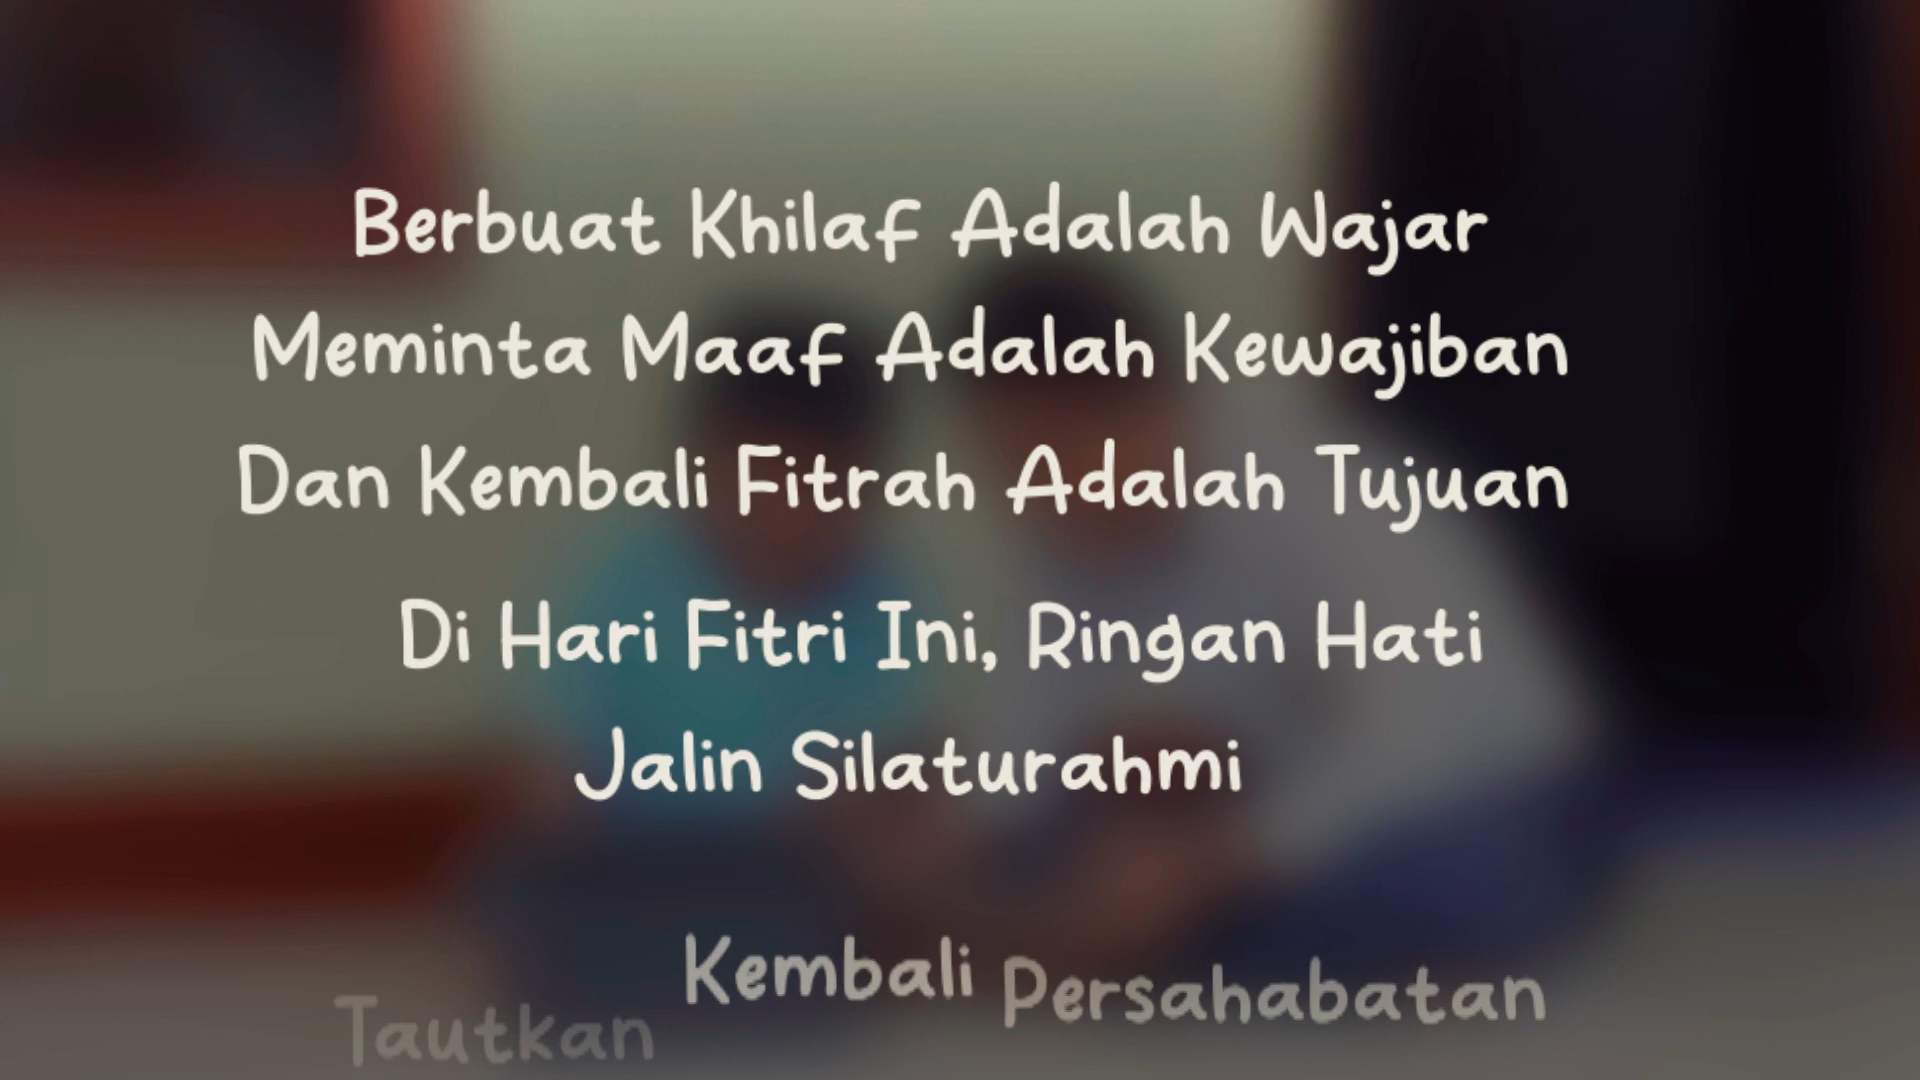 Berbuat Khilaf Adalah Wajar
Meminta Maaf Adalah Kewajiban
Dan Kembali Fitrah Adalah Tujuan
Di Hari Fitri Ini, Ringan Hati
Jalin Silaturahmi
Tautkan Kembali Persahabatan